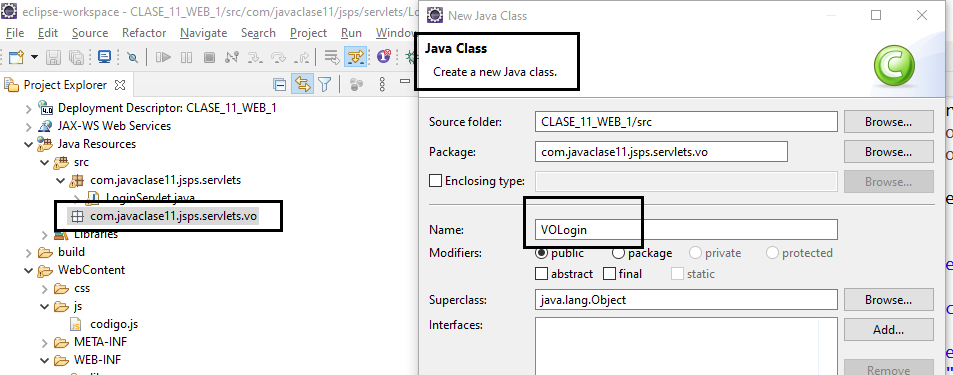 eclipse-workspace - CLASE_11_WEB_1/src/com/javaclase11/jsps/servlets/Lo
File Edit Source Refactor Navigate Search Project Run Window
Project Explorer
Deployment Descriptor: CLASE_11_WEB_1
JAX-WS Web Services
Java Resources
src
com.javaclase11.jsps.servlets
LoginServlet.java
com.javaclase11.jsps.servlets.vo
Libraries
build
WebContent
css
js
codigo.js
META-INF
WEB-INF
New Java Class
Java Class
Create a new Java class.
Source folder: CLASE_11_WEB_1/src Browse...
Package: com.javaclase11.jsps.servlets.vo Browse...
Enclosing type: Browse...
Name: VOLogin
Modifiers: public package private protected
abstract final static
Superclass: java.lang.Object Browse...
Interfaces: Add...
Remove